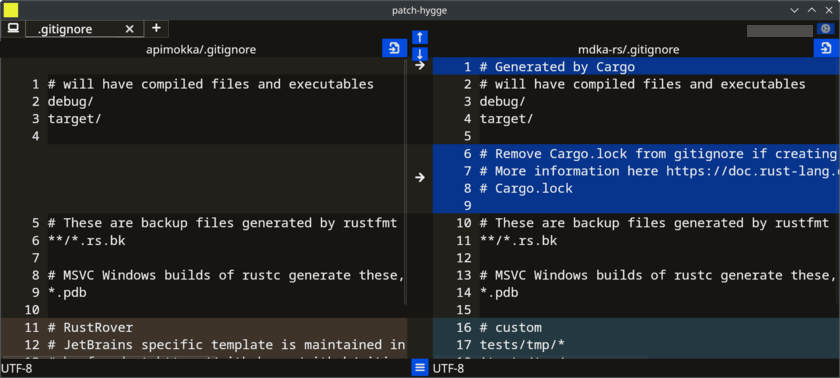 patch-hygge
.gitignore
apimokka/.gitignore
mdka-rs/.gitignore
1 # will have compiled files and executables
2 debug/
3 target/
4
5 # These are backup files generated by rustfmt
6 **/*.rs.bk
7
8 # MSVC Windows builds of rustc generate these,
9 *.pdb
10
11 # RustRover
12 # JetBrains specific template is maintained in
1 # Generated by Cargo
2 # will have compiled files and executables
3 debug/
4 target/
5
6 # Remove Cargo.lock from gitignore if creating
7 # More information here https://doc.rust-lang.
8 # Cargo.lock
9
10 # These are backup files generated by rustfmt
11 **/*.rs.bk
12
13 # MSVC Windows builds of rustc generate these,
14 *.pdb
15
16 # custom
17 tests/tmp/*
UTF-8
UTF-8